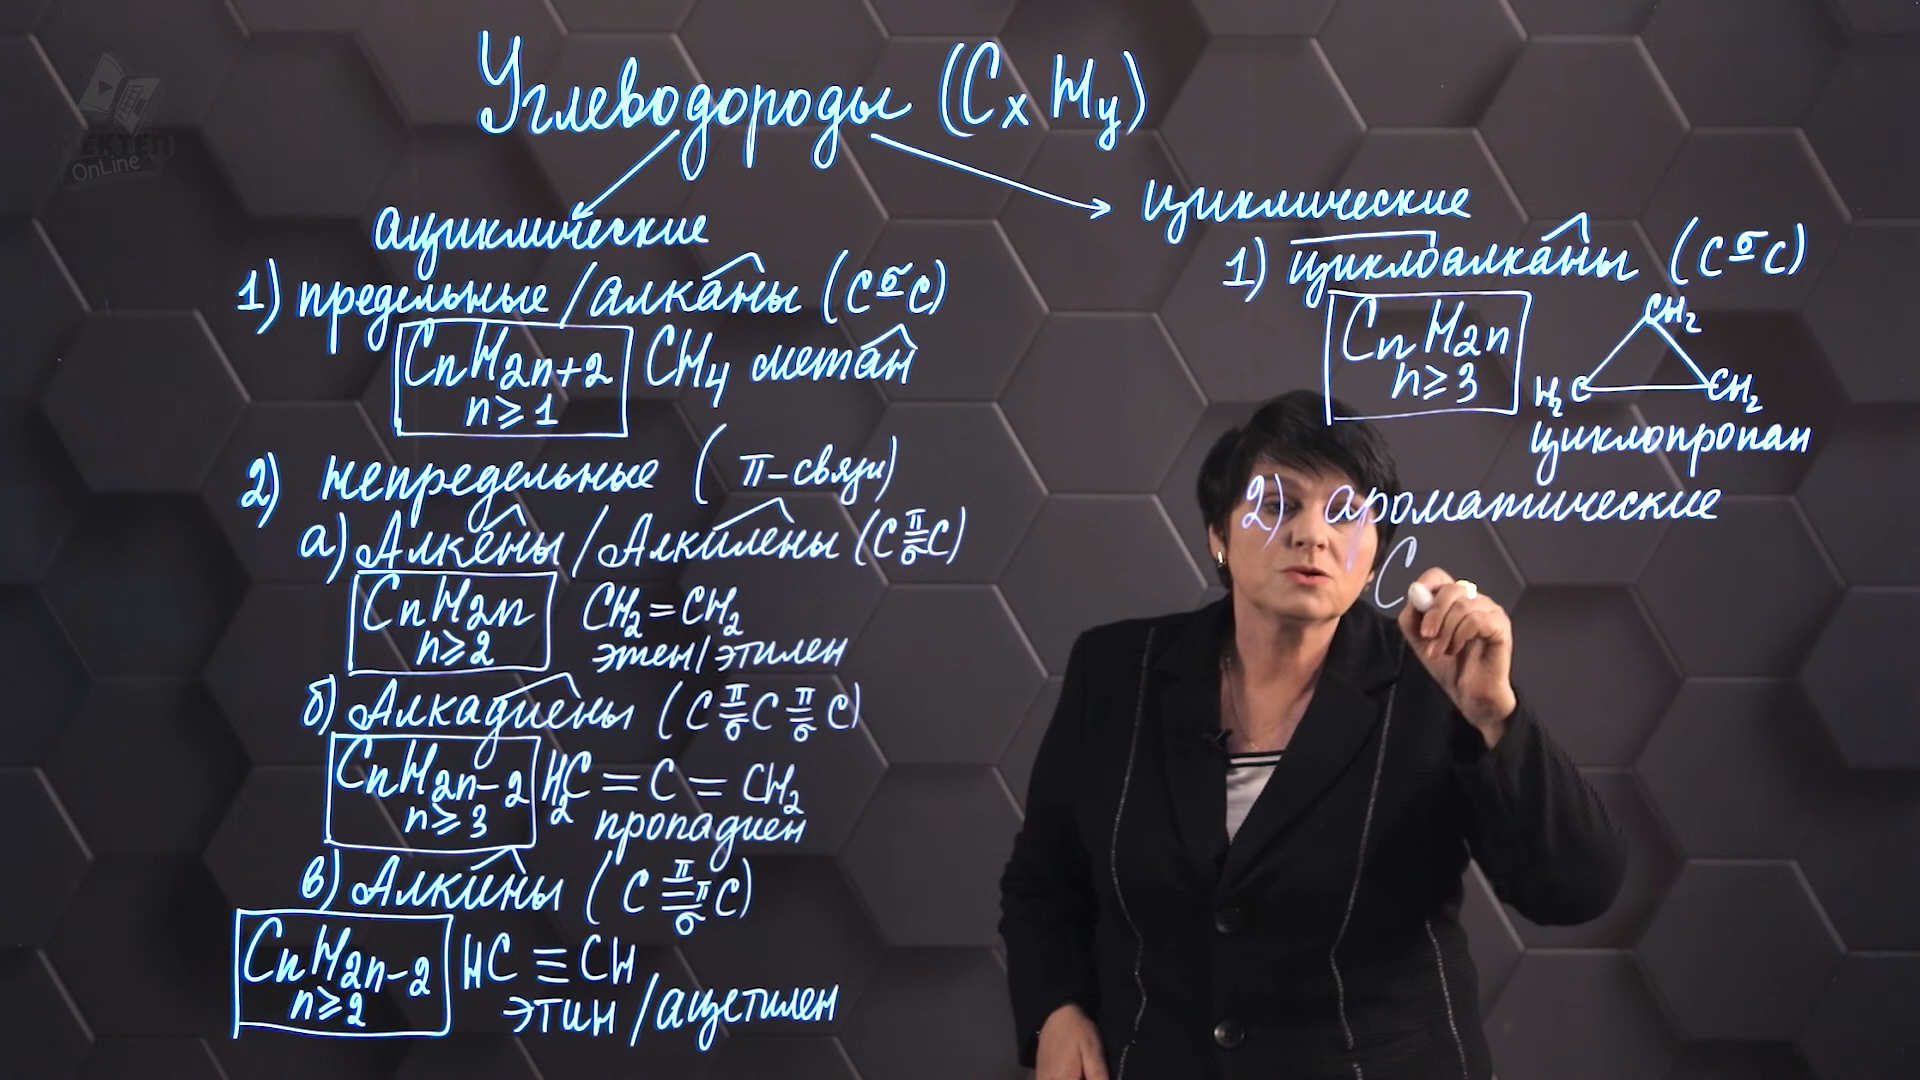 Углеводороды (CxHy)
ациклические
1) предельные / алканы (C σ C)
CnH2n+2 CH4 метан
n ≥ 1
2) непредельные (π-связи)
а) Алкены / Алкилены (C π σ C)
CnH2n CH2=CH2
n ≥ 2 этен / этилен
б) Алкадиены (C π σ C π σ C)
CnH2n-2 H2C = C = CH2
n ≥ 3 пропадиен
в) Алкины (C π π σ C)
CnH2n-2 HC ≡ CH
n ≥ 2 этин / ацетилен
циклические
1) циклоалканы (C σ C)
CnH2n CH2
n ≥ 3 H2C CH2
циклопропан
2) ароматические
C
OnLine